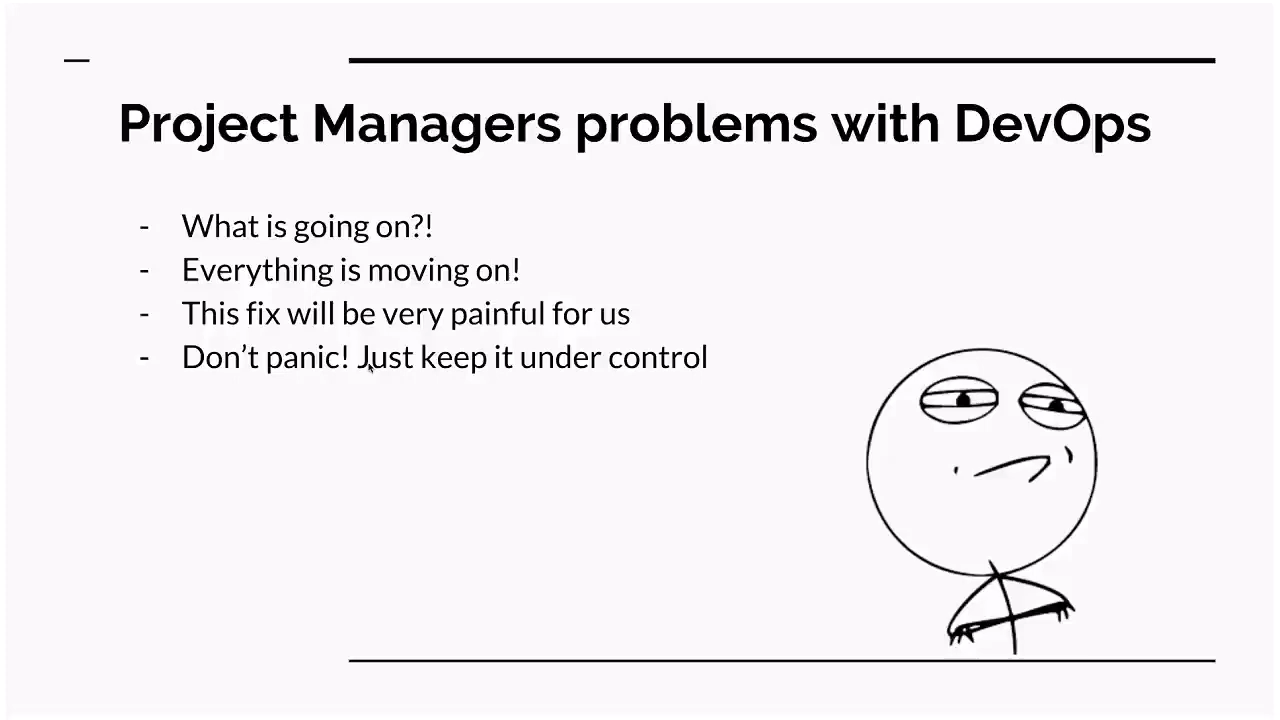 Project Managers problems with DevOps
- What is going on?!
- Everything is moving on!
- This fix will be very painful for us
- Don’t panic! Just keep it under control